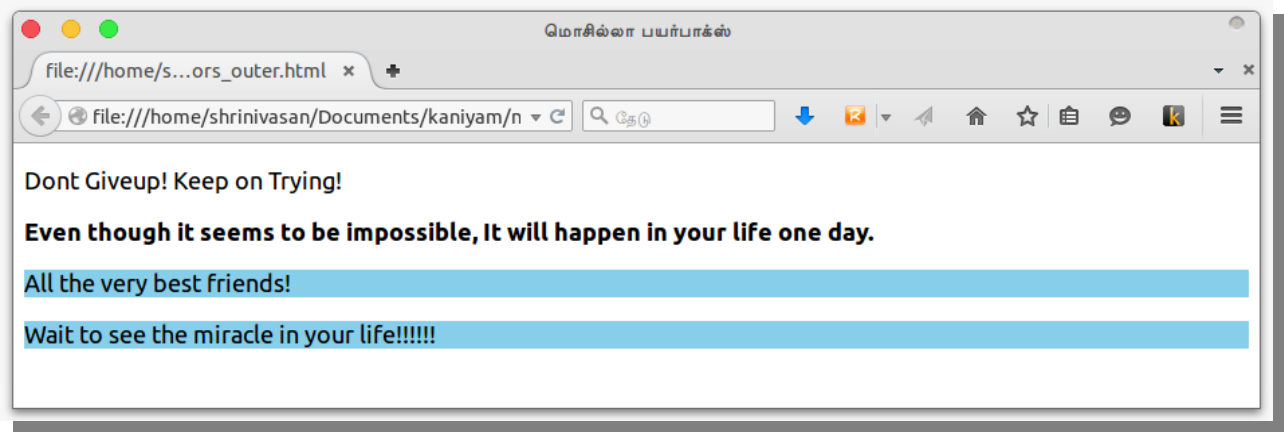 மொசில்லா பயர்பாக்ஸ்
file:///home/s...ors_outer.html
file:///home/shrinivasan/Documents/kaniyam/n
தேடு
k
Dont Giveup! Keep on Trying!
Even though it seems to be impossible, It will happen in your life one day.
All the very best friends!
Wait to see the miracle in your life!!!!!!